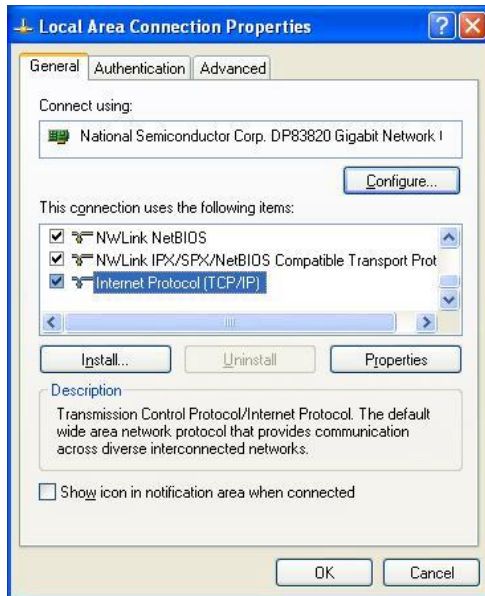 Local Area Connection Properties
General Authentication Advanced
Connect using:
National Semiconductor Corp. DP83820 Gigabit Network
Configure...
This connection uses the following items:
NWLink NetBIOS
NWLink IPX/SPX/NetBIOS Compatible Transport Prot
Internet Protocol (TCP/IP)
Install... Uninstall Properties
Description
Transmission Control Protocol/Internet Protocol. The default
wide area network protocol that provides communication
across diverse interconnected networks.
Show icon in notification area when connected
OK Cancel